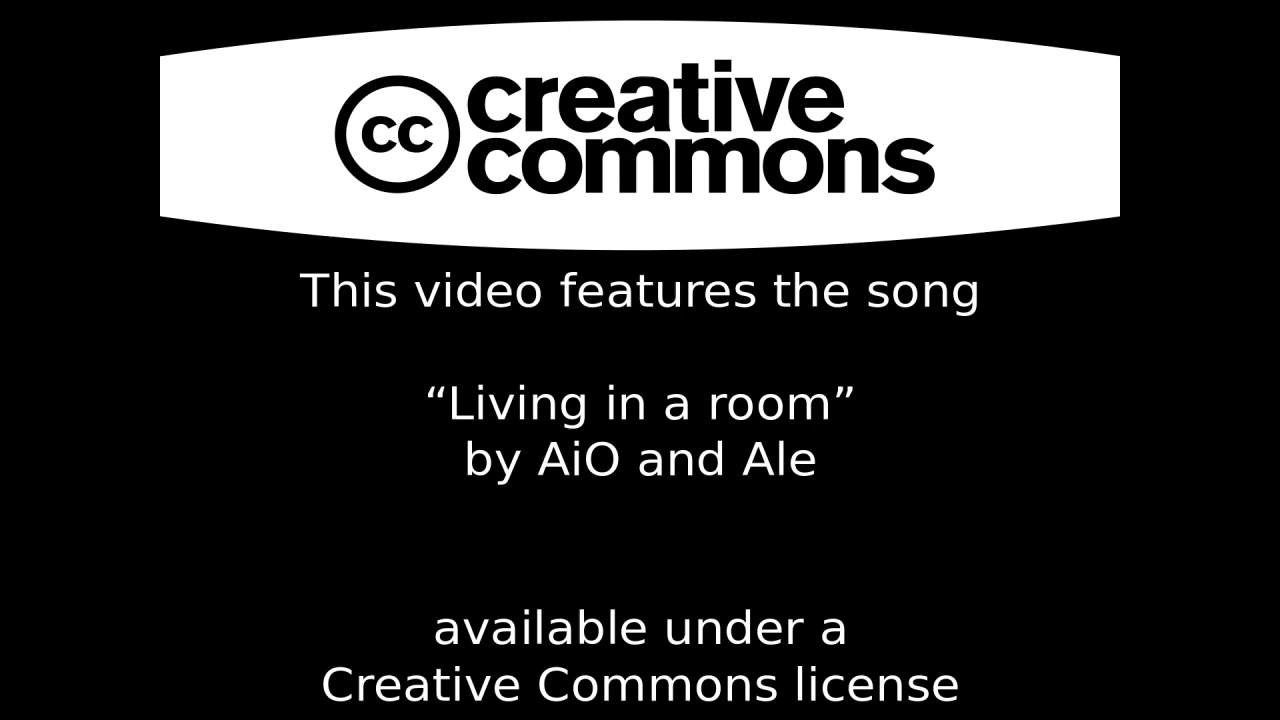 cc creative
commons
This video features the song
“Living in a room”
by AiO and Ale
available under a
Creative Commons license